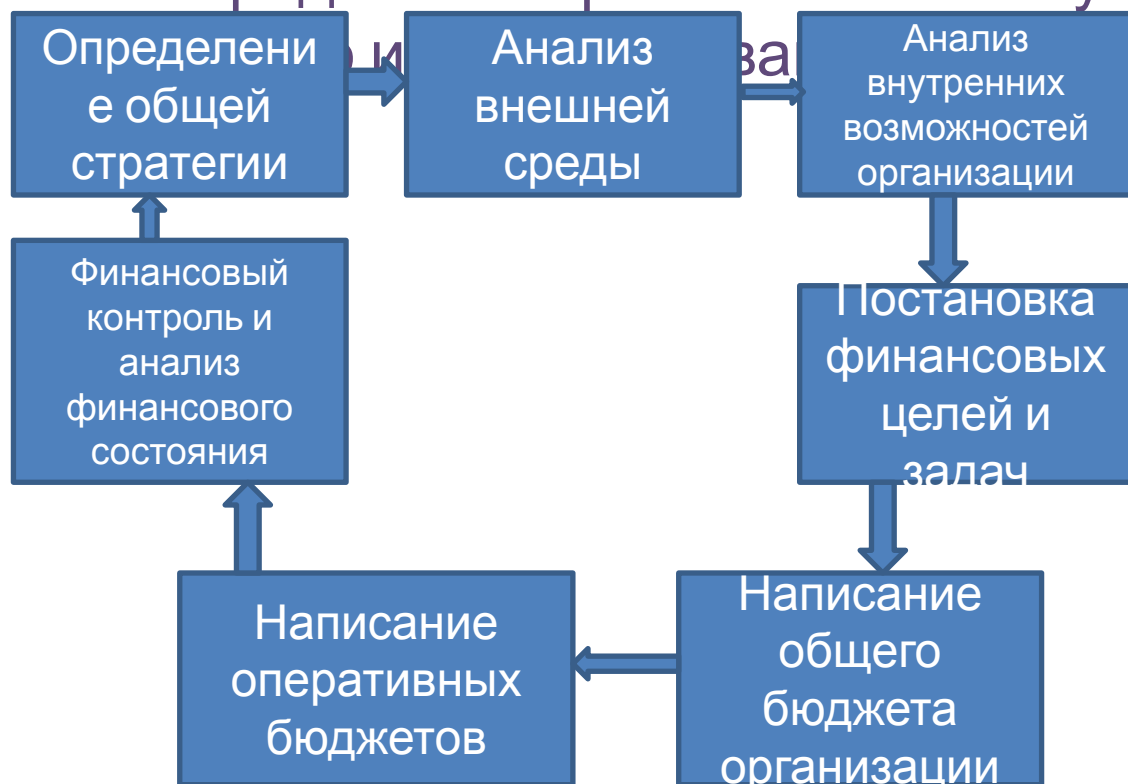 Определени
е общей
стратегии
Анализ
внешней
среды
Анализ
внутренних
возможностей
организации
Финансовый
контроль и
анализ
финансового
состояния
Постановка
финансовых
целей и
задач
Написание
оперативных
бюджетов
Написание
общего
бюджета
организации